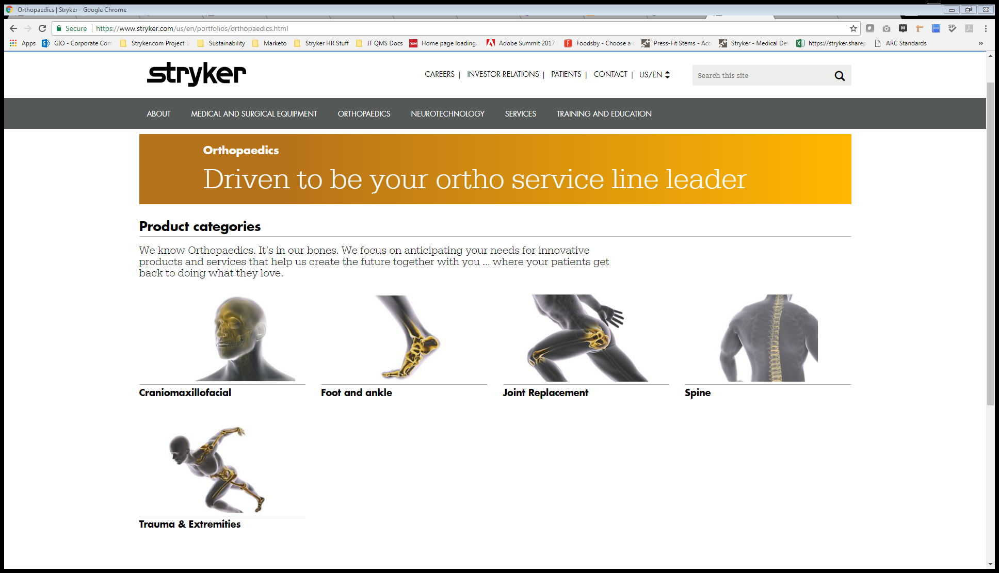 Orthopaedics | Stryker - Google Chrome
Secure https://www.stryker.com/us/en/portfolios/orthopaedics.html
Apps GIO - Corporate Com Stryker.com Project Sustainability Marketo Stryker HR Stuff IT QMS Docs now Home page loading... Adobe Summit 2017 Foodsby - Choose a Press-Fit Stems - Acc Stryker - Medical Dev https://stryker.sharep ARC Standards »
stryker
CAREERS | INVESTOR RELATIONS | PATIENTS | CONTACT | US/EN
Search this site
ABOUT MEDICAL AND SURGICAL EQUIPMENT ORTHOPAEDICS NEUROTECHNOLOGY SERVICES TRAINING AND EDUCATION
Orthopaedics
Driven to be your ortho service line leader
Product categories
We know Orthopaedics. It's in our bones. We focus on anticipating your needs for innovative
products and services that help us create the future together with you ... where your patients get
back to doing what they love.
Craniomaxillofacial Foot and ankle Joint Replacement Spine
Trauma & Extremities